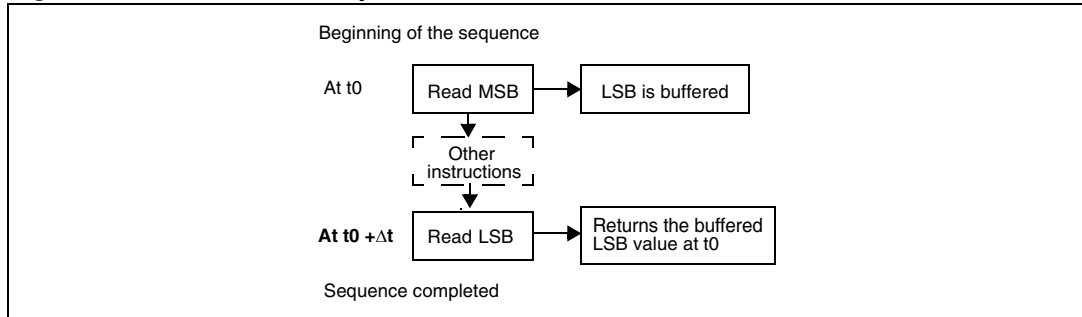 Beginning of the sequence
At t0
Read MSB
LSB is buffered
Other
instructions
At t0 +Δt
Read LSB
Returns the buffered
LSB value at t0
Sequence completed